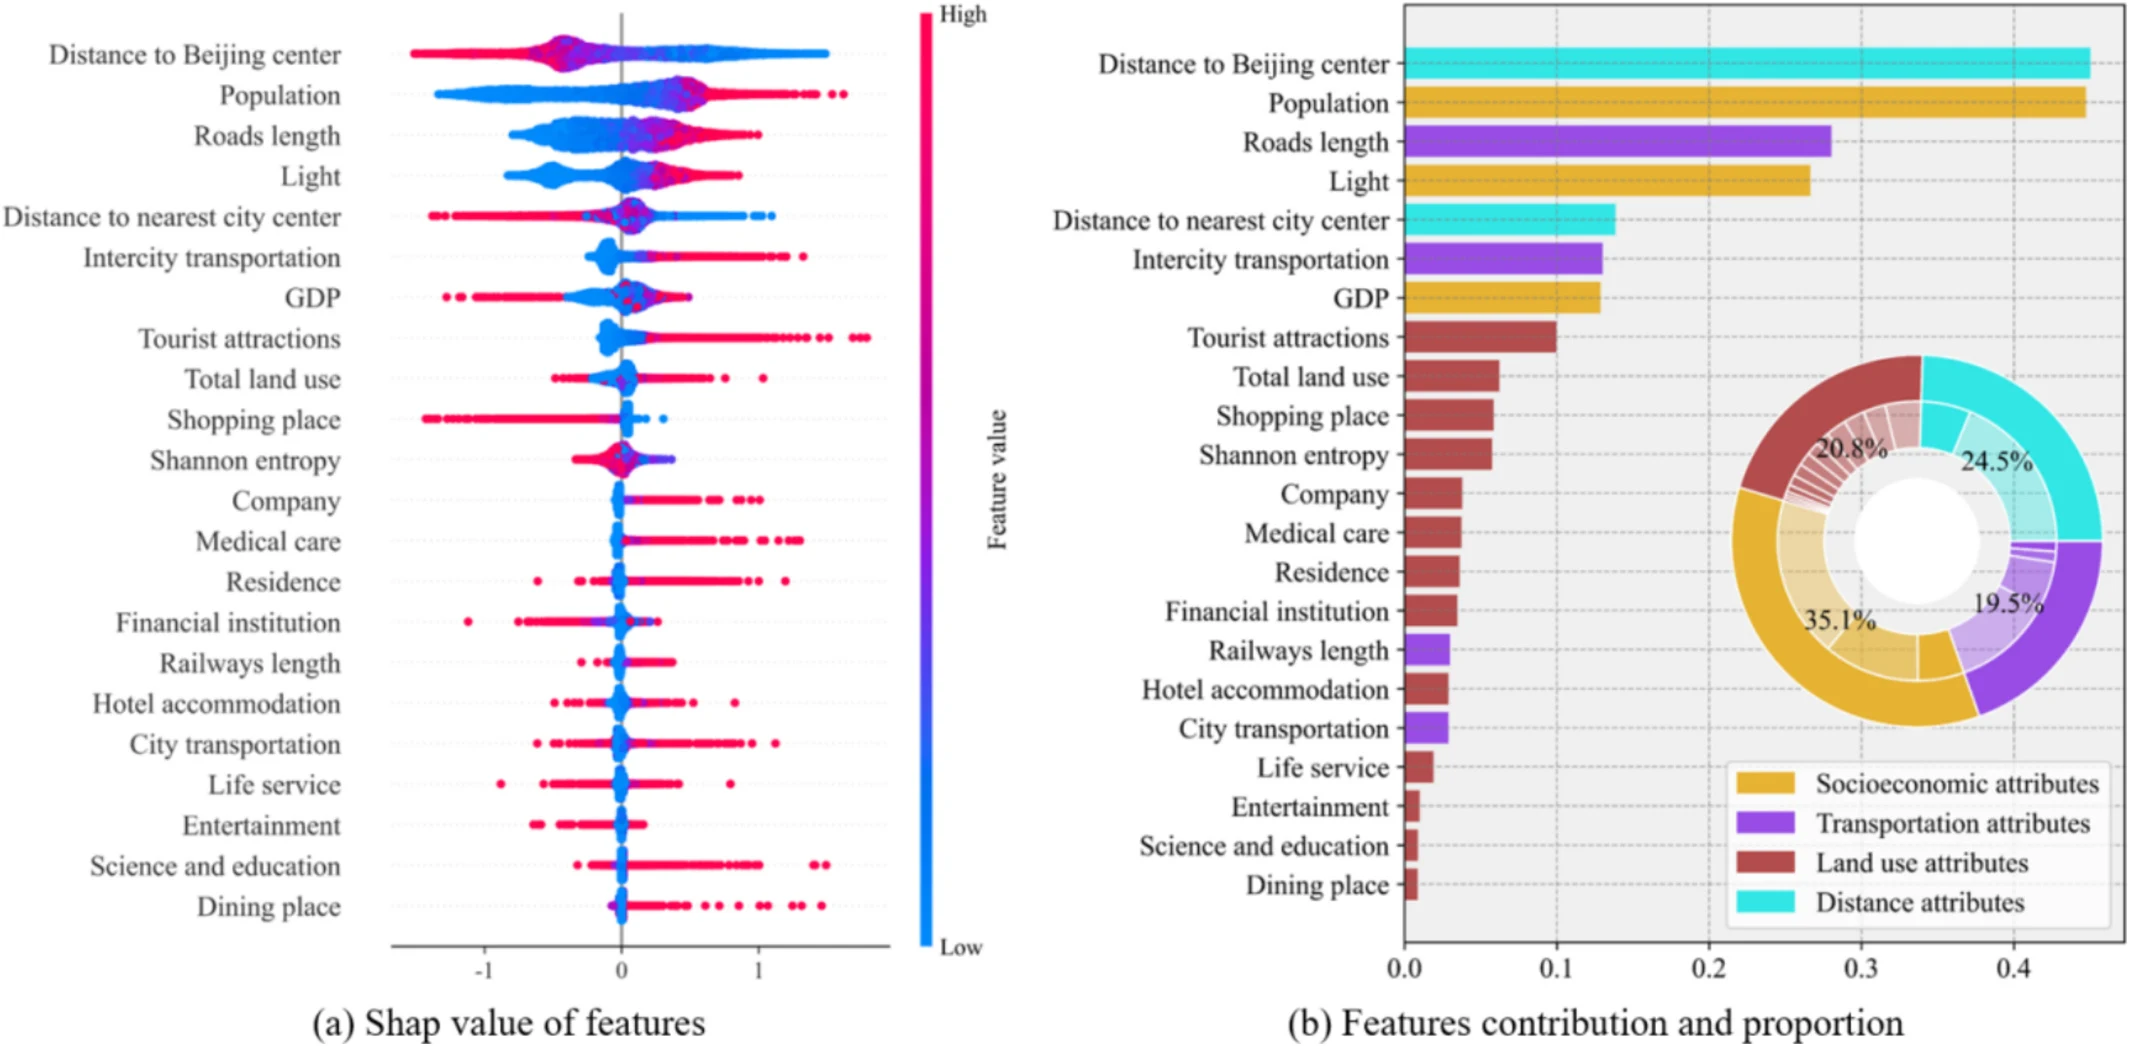 High
Distance to Beijing center
Population
Roads length
Light
Distance to nearest city center
Intercity transportation
GDP
Tourist attractions
Total land use
Shopping place
Shannon entropy
Company
Medical care
Residence
Financial institution
Railways length
Hotel accommodation
City transportation
Life service
Entertainment
Science and education
Dining place
Feature value
Low
-1 0 1
(a) Shap value of features
Distance to Beijing center
Population
Roads length
Light
Distance to nearest city center
Intercity transportation
GDP
Tourist attractions
Total land use
Shopping place
Shannon entropy
Company
Medical care
Residence
Financial institution
Railways length
Hotel accommodation
City transportation
Life service
Entertainment
Science and education
Dining place
20.8%
24.5%
19.5%
35.1%
Socioeconomic attributes
Transportation attributes
Land use attributes
Distance attributes
0.0 0.1 0.2 0.3 0.4
(b) Features contribution and proportion